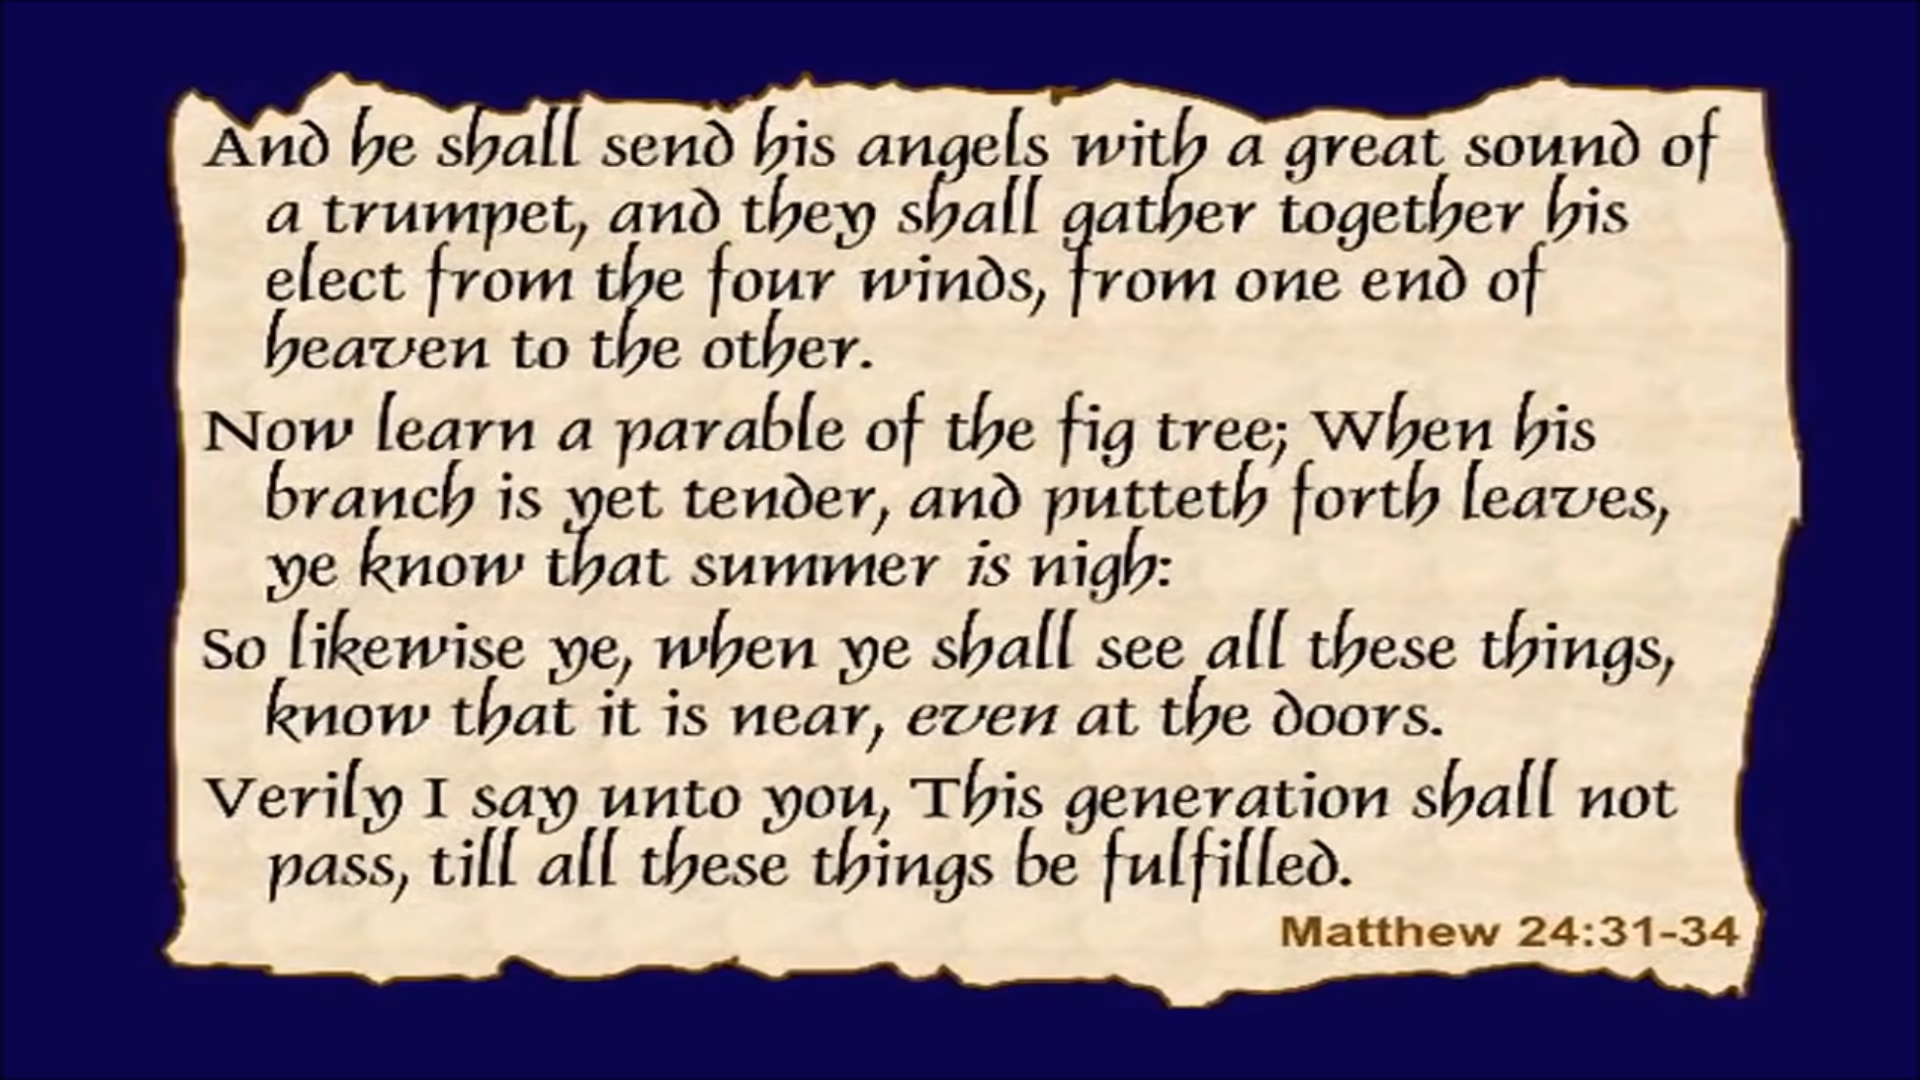 And he shall send his angels with a great sound of
a trumpet, and they shall gather together his
elect from the four winds, from one end of
heaven to the other.
Now learn a parable of the fig tree; When his
branch is yet tender, and putteth forth leaves,
ye know that summer is nigh:
So likewise ye, when ye shall see all these things,
know that it is near, even at the doors.
Verily I say unto you, This generation shall not
pass, till all these things be fulfilled.
Matthew 24:31-34